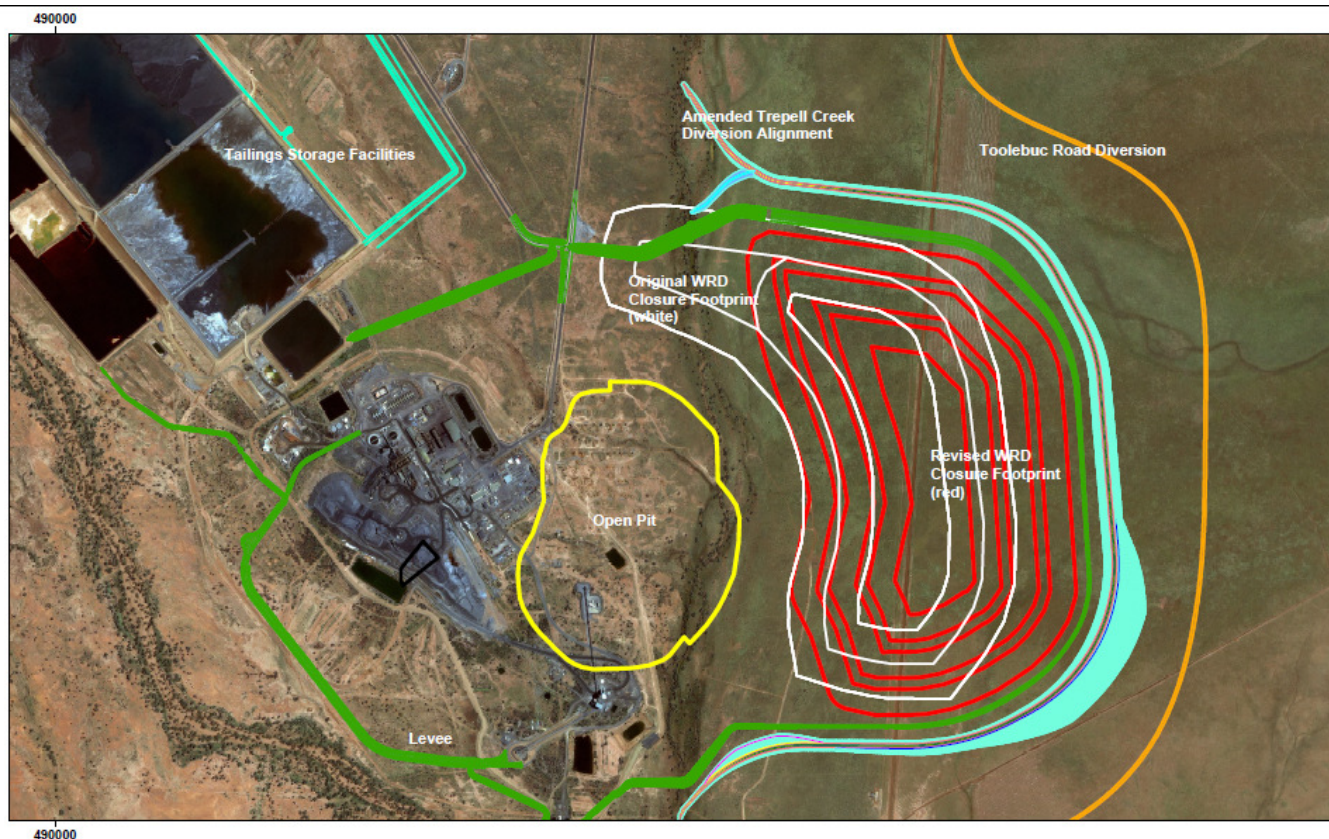 490000
Amended Trepell Creek
Diversion Alignment
Toolebuc Road Diversion
Tailings Storage Facilities
Original WRD
Closure Footprint
(white)
Revised WRD
Closure Footprint
(red)
Open Pit
Levee
490000